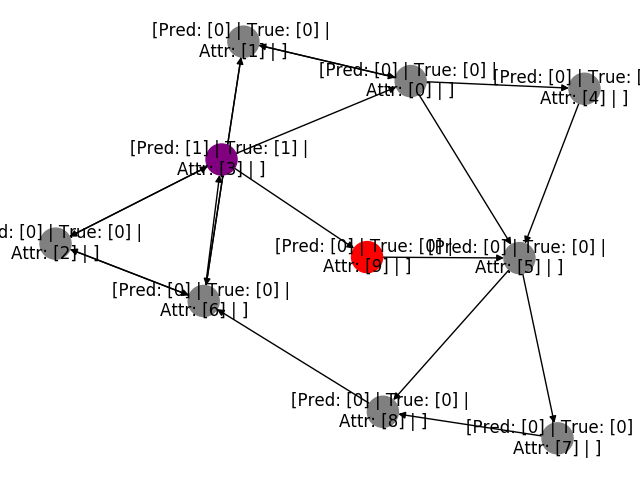 [Pred: [0] | True: [0] |
Attr: [1] | ]
[Pred: [0] | True: [0] |
Attr: [0] | ]
[Pred: [0] | True: [
Attr: [4] | ]
[Pred: [1] | True: [1] |
Attr: [3] | ]
d: [0] | True: [0] |
Attr: [2] | ]
[Pred: [0] | True: [0] |
Attr: [9] | ]
[Pred: [0] | True: [0] |
Attr: [5] | ]
[Pred: [0] | True: [0] |
Attr: [6] | ]
[Pred: [0] | True: [0] |
Attr: [8] | ]
[Pred: [0] | True: [0]
Attr: [7] | ]